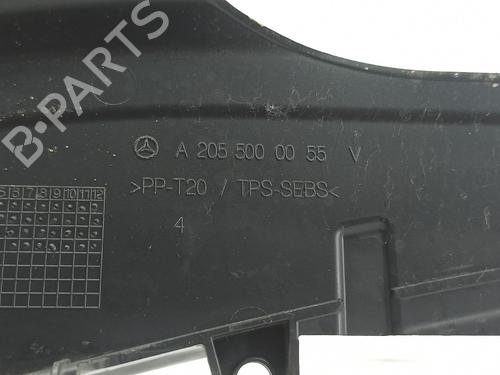 B-PARTS
A 205 500 00 55 V
>PP-T20 / TPS-SEBS<
5 6 7 8 9 10 11 12
4